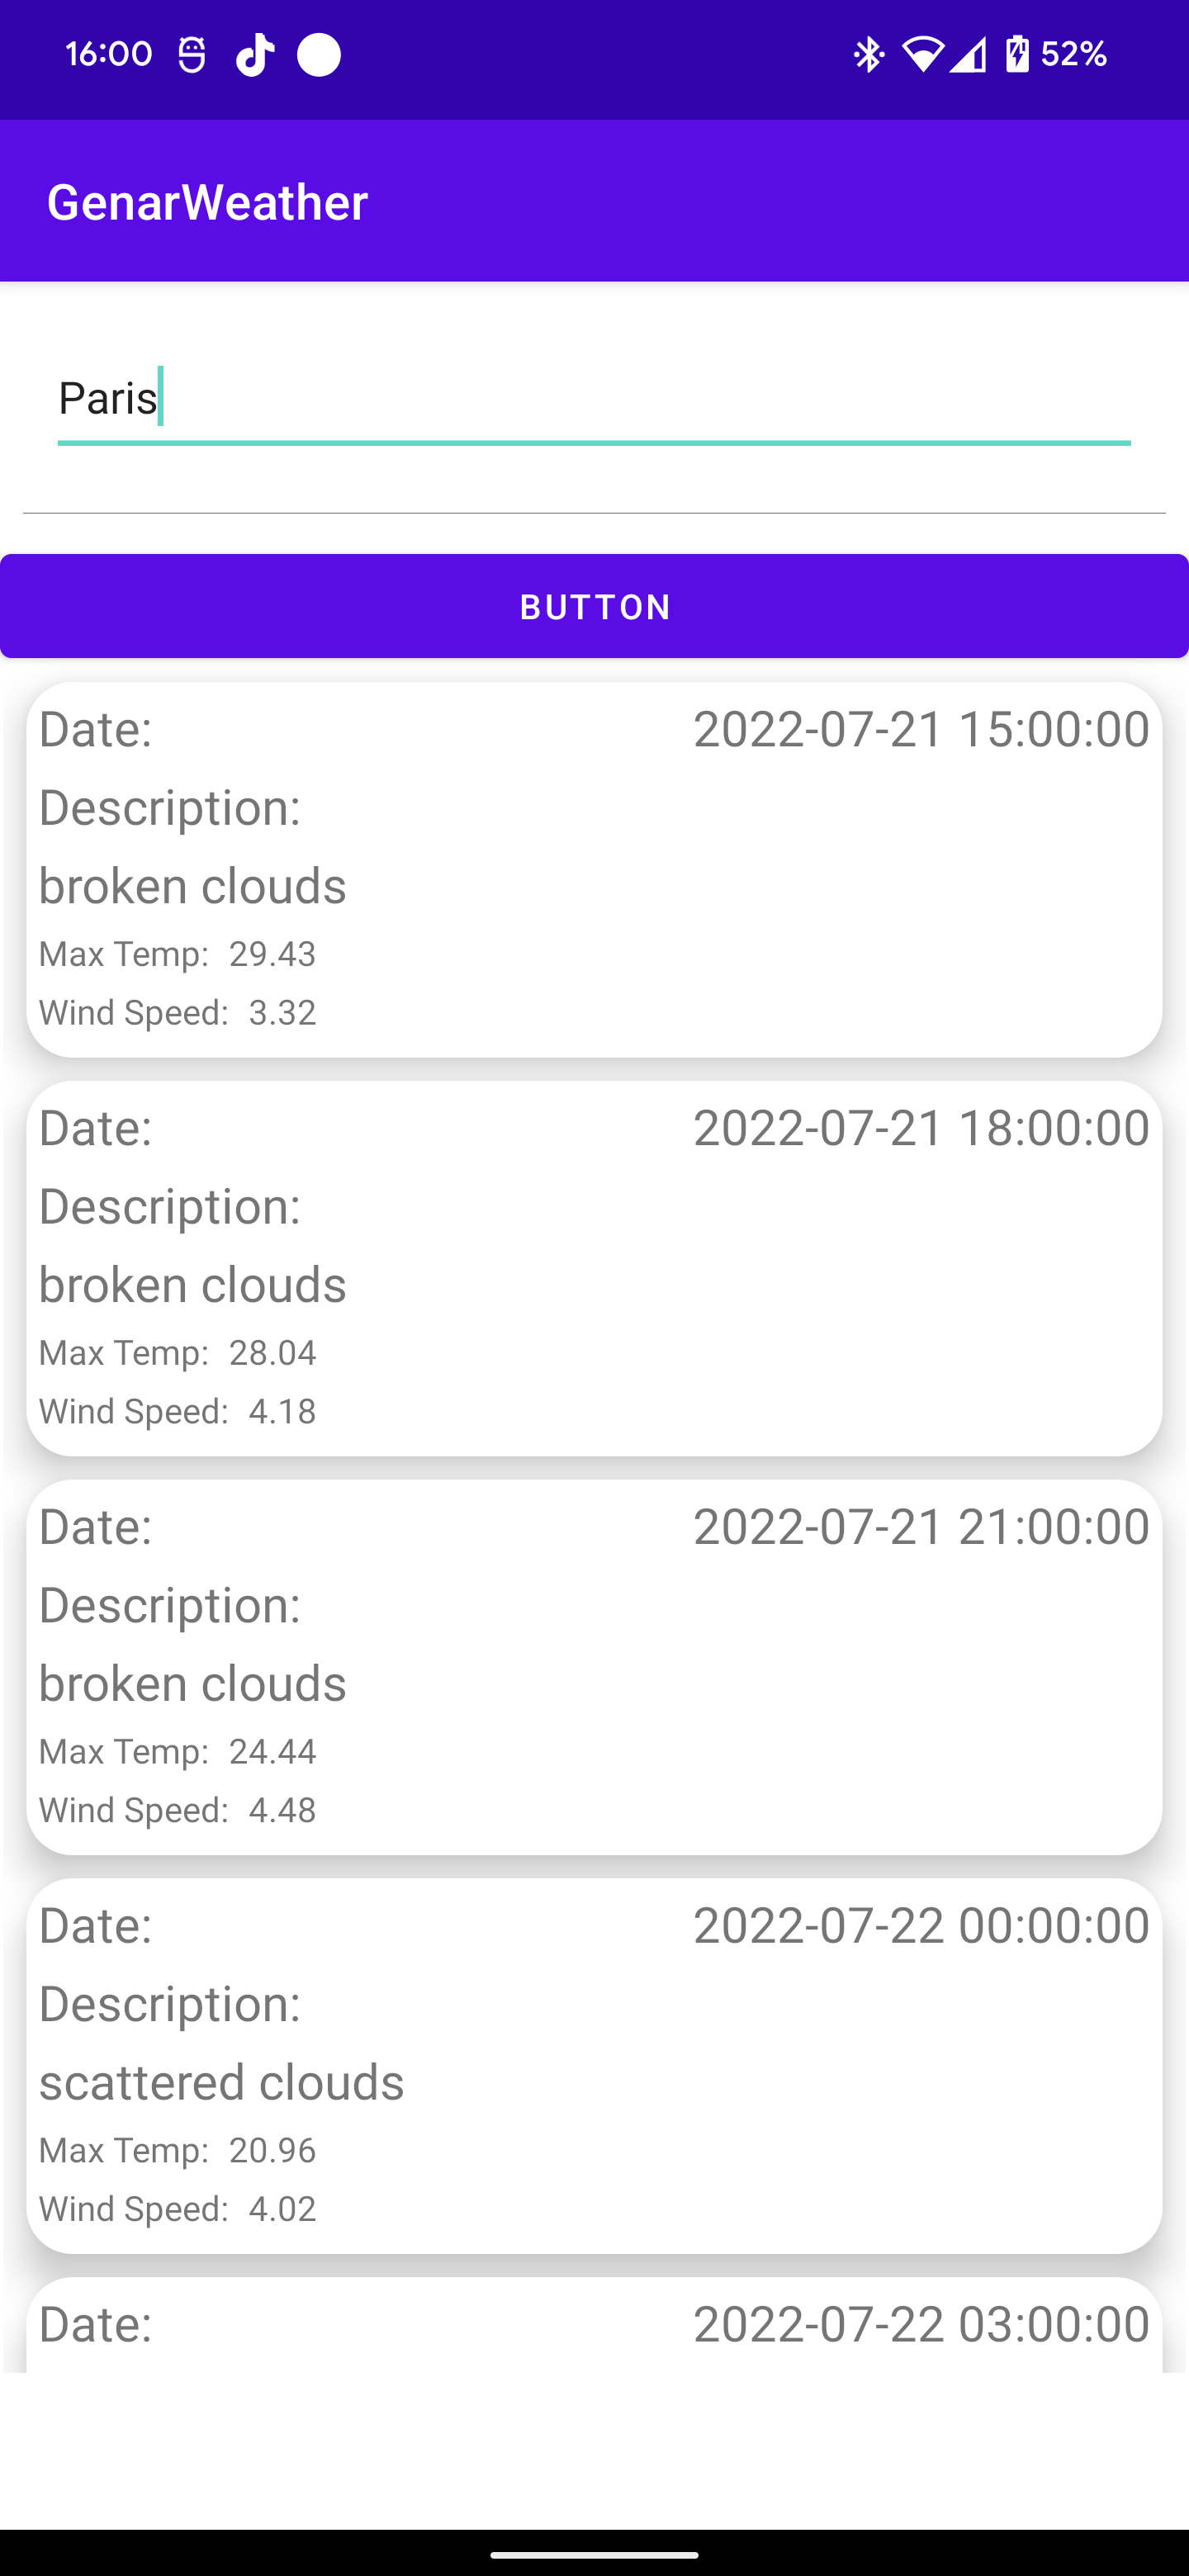 16:00 52%
GenarWeather
Paris
BUTTON
Date: 2022-07-21 15:00:00
Description:
broken clouds
Max Temp: 29.43
Wind Speed: 3.32
Date: 2022-07-21 18:00:00
Description:
broken clouds
Max Temp: 28.04
Wind Speed: 4.18
Date: 2022-07-21 21:00:00
Description:
broken clouds
Max Temp: 24.44
Wind Speed: 4.48
Date: 2022-07-22 00:00:00
Description:
scattered clouds
Max Temp: 20.96
Wind Speed: 4.02
Date: 2022-07-22 03:00:00